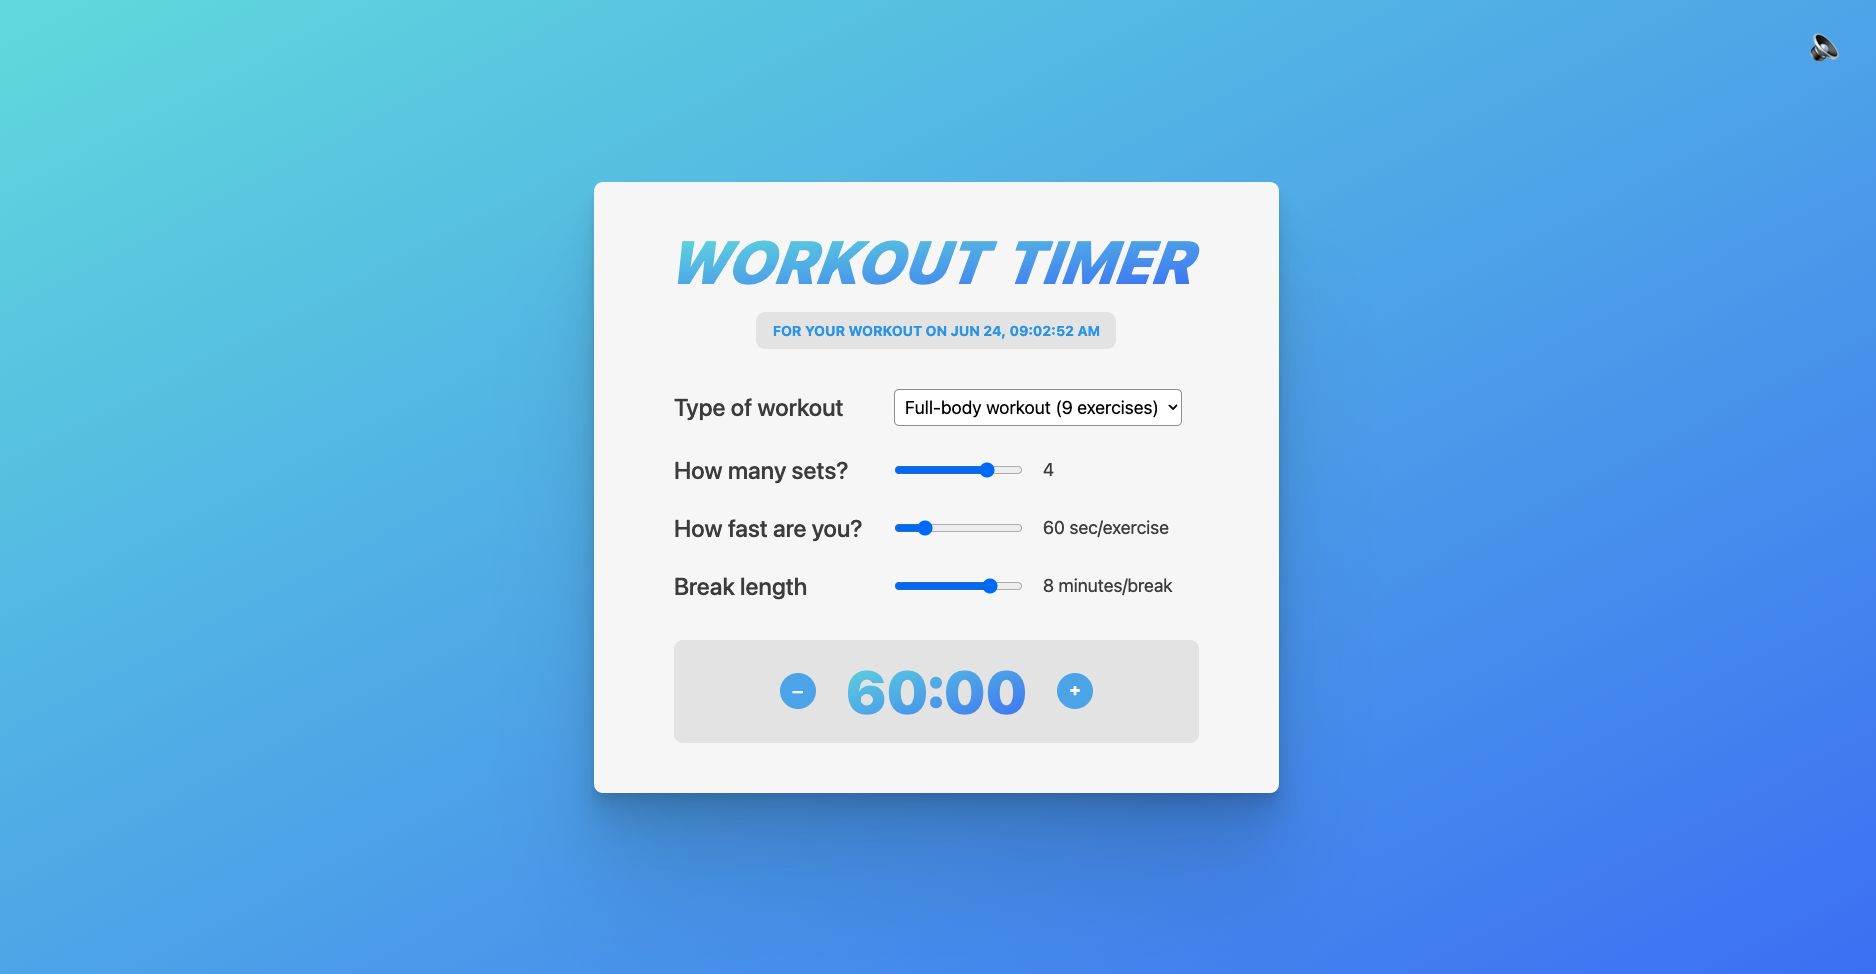 WORKOUT TIMER
FOR YOUR WORKOUT ON JUN 24, 09:02:52 AM
Type of workout Full-body workout (9 exercises)
How many sets? 4
How fast are you? 60 sec/exercise
Break length 8 minutes/break
– 60:00 +